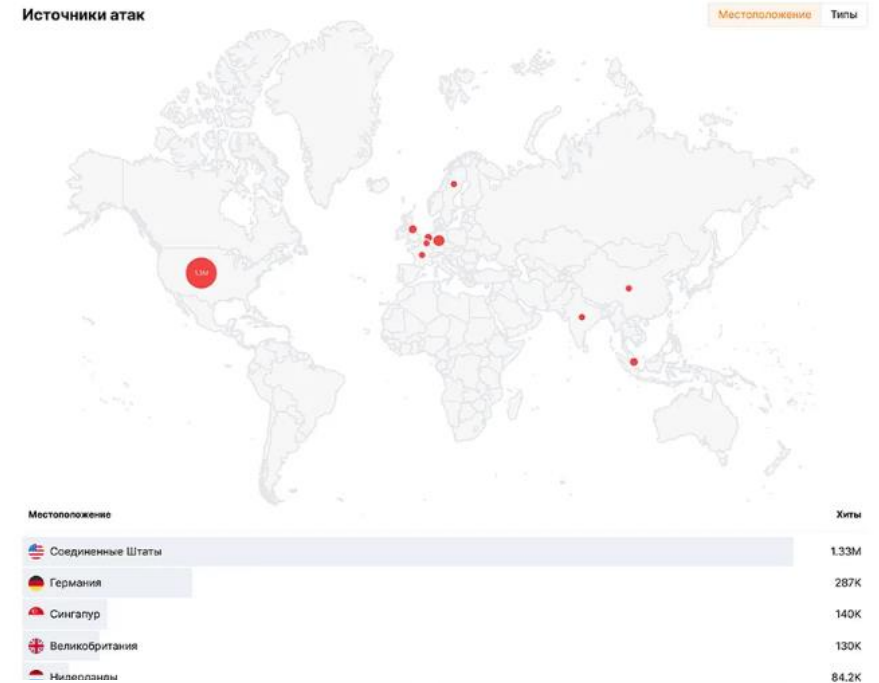 Источники атак
Местоположение Типы
Местоположение Хиты
Соединенные Штаты 1.33M
Германия 287K
Сингапур 140K
Великобритания 130K
Нидерланды 84.2K